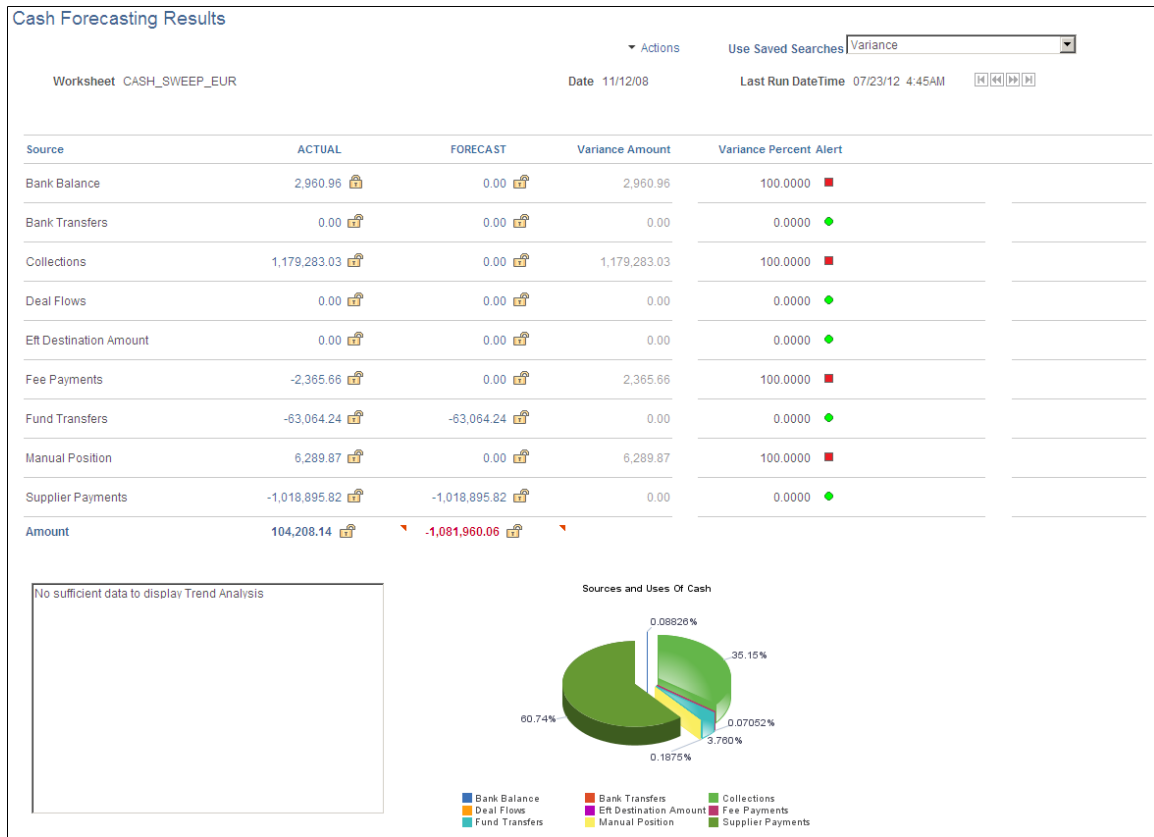 Cash Forecasting Results
Actions Use Saved Searches Variance
Worksheet CASH_SWEEP_EUR Date 11/12/08 Last Run DateTime 07/23/12 4:45AM
Source ACTUAL FORECAST Variance Amount Variance Percent Alert
Bank Balance 2,960.96 0.00 2,960.96 100.0000
Bank Transfers 0.00 0.00 0.00 0.0000
Collections 1,179,283.03 0.00 1,179,283.03 100.0000
Deal Flows 0.00 0.00 0.00 0.0000
Eft Destination Amount 0.00 0.00 0.00 0.0000
Fee Payments -2,365.66 0.00 2,365.66 100.0000
Fund Transfers -63,064.24 -63,064.24 0.00 0.0000
Manual Position 6,289.87 0.00 6,289.87 100.0000
Supplier Payments -1,018,895.82 -1,018,895.82 0.00 0.0000
Amount 104,208.14 -1,081,960.06
No sufficient data to display Trend Analysis
Sources and Uses Of Cash
0.08826%
35.15%
60.74%
0.07052%
3.760%
0.1875%
Bank Balance Bank Transfers Collections
Deal Flows Eft Destination Amount Fee Payments
Fund Transfers Manual Position Supplier Payments